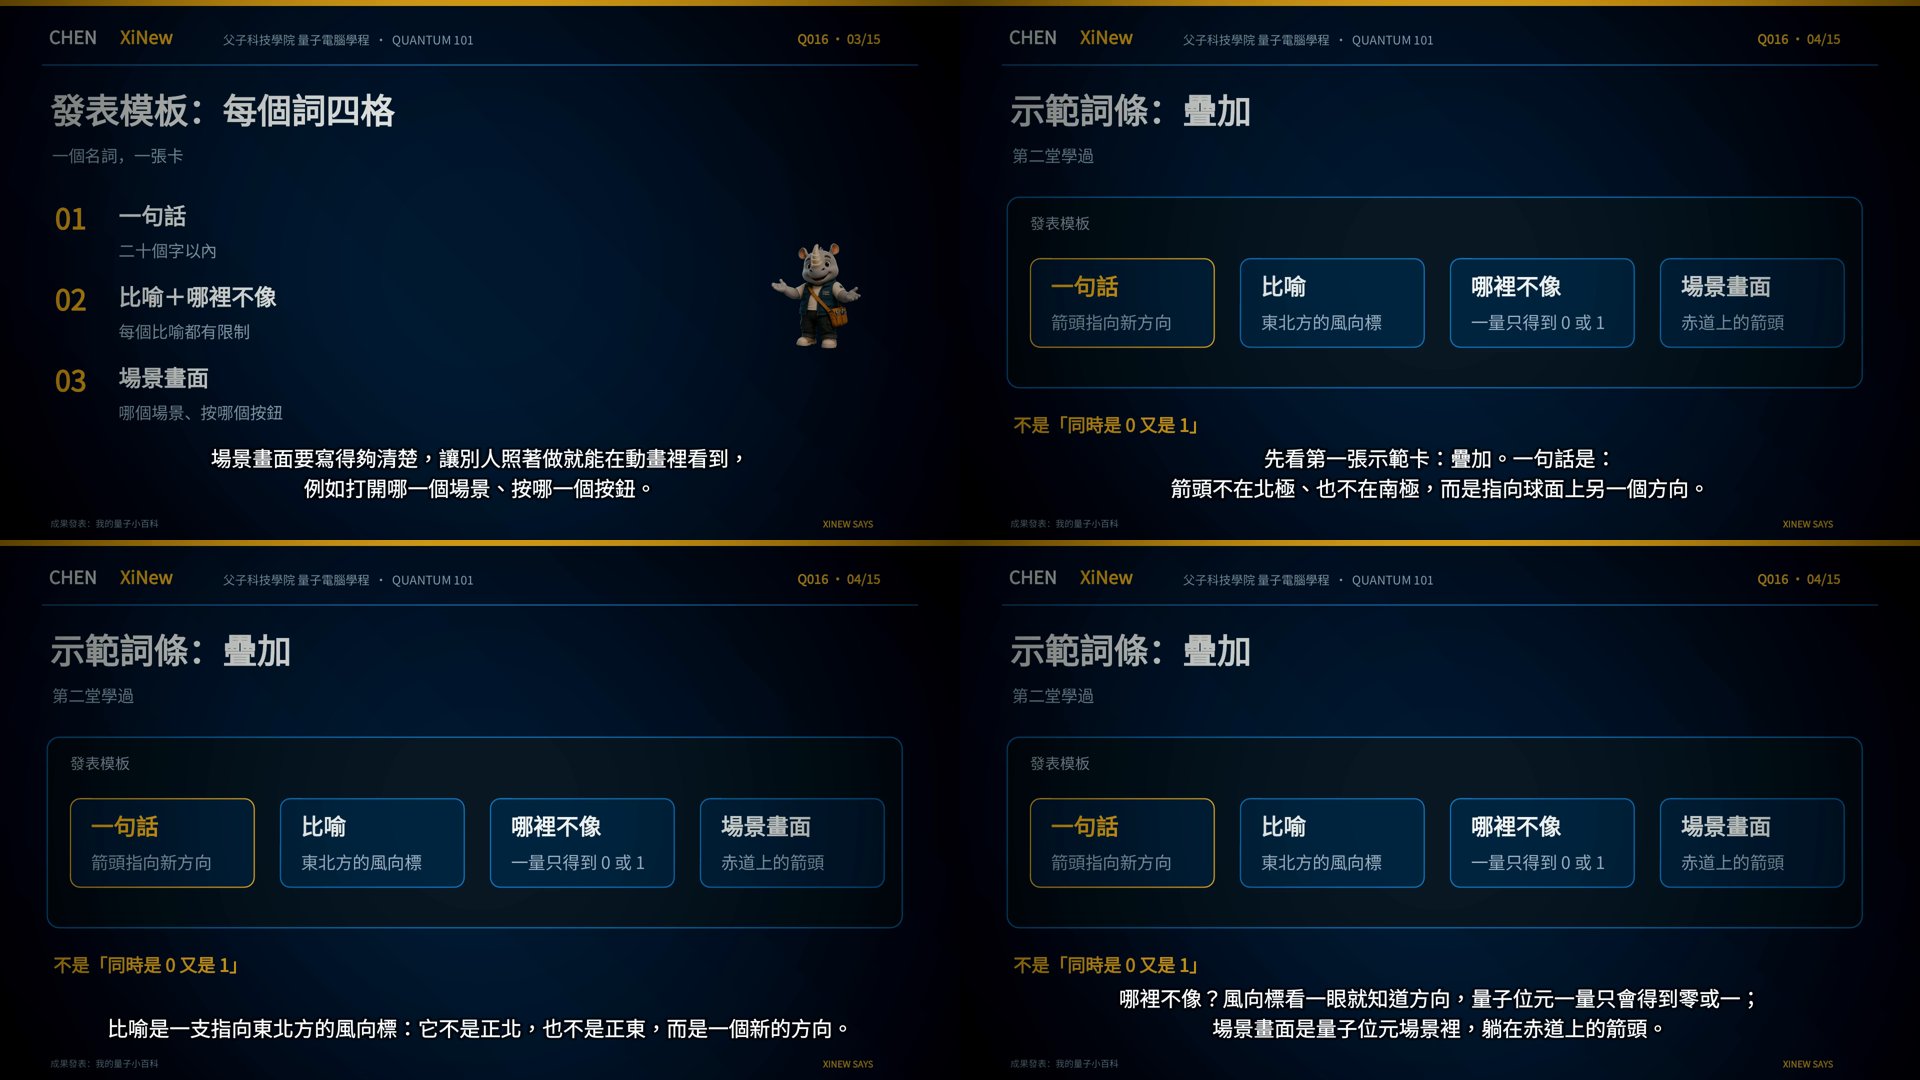 CHEN XiNew 父子科技學院 量子電腦學程 · QUANTUM 101 Q016 · 03/15
發表模板：每個詞四格
一個名詞，一張卡
01 一句話
二十個字以內
02 比喻＋哪裡不像
每個比喻都有限制
03 場景畫面
哪個場景、按哪個按鈕
場景畫面要寫得夠清楚，讓別人照著做就能在動畫裡看到，
例如打開哪一個場景、按哪一個按鈕。
成果發表：我的量子小百科 XINEW SAYS
CHEN XiNew 父子科技學院 量子電腦學程 · QUANTUM 101 Q016 · 04/15
示範詞條：疊加
第二堂學過
發表模板
一句話 比喻 哪裡不像 場景畫面
箭頭指向新方向 東北方的風向標 一量只得到 0 或 1 赤道上的箭頭
不是「同時是 0 又是 1」
先看第一張示範卡：疊加。一句話是：
箭頭不在北極、也不在南極，而是指向球面上另一個方向。
成果發表：我的量子小百科 XINEW SAYS
CHEN XiNew 父子科技學院 量子電腦學程 · QUANTUM 101 Q016 · 04/15
示範詞條：疊加
第二堂學過
發表模板
一句話 比喻 哪裡不像 場景畫面
箭頭指向新方向 東北方的風向標 一量只得到 0 或 1 赤道上的箭頭
不是「同時是 0 又是 1」
比喻是一支指向東北方的風向標：它不是正北，也不是正東，而是一個新的方向。
成果發表：我的量子小百科 XINEW SAYS
CHEN XiNew 父子科技學院 量子電腦學程 · QUANTUM 101 Q016 · 04/15
示範詞條：疊加
第二堂學過
發表模板
一句話 比喻 哪裡不像 場景畫面
箭頭指向新方向 東北方的風向標 一量只得到 0 或 1 赤道上的箭頭
不是「同時是 0 又是 1」
哪裡不像？風向標看一眼就知道方向，量子位元一量只會得到零或一；
場景畫面是量子位元場景裡，躺在赤道上的箭頭。
成果發表：我的量子小百科 XINEW SAYS